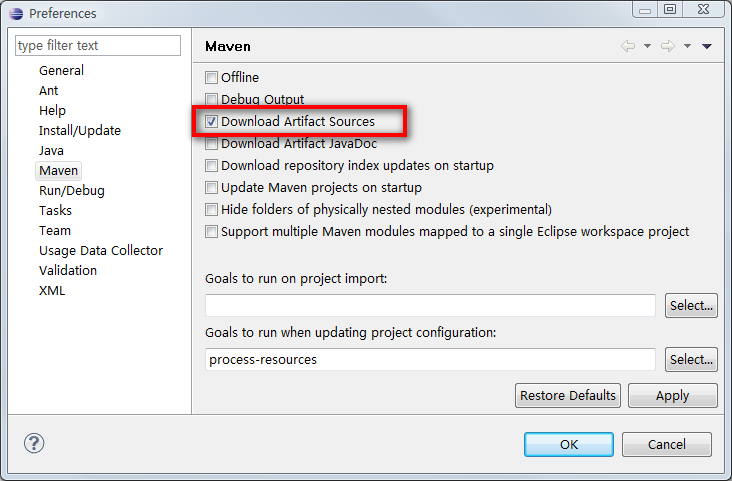 Preferences
type filter text
General
Ant
Help
Install/Update
Java
Maven
Run/Debug
Tasks
Team
Usage Data Collector
Validation
XML
Maven
Offline
Debug Output
Download Artifact Sources
Download Artifact JavaDoc
Download repository index updates on startup
Update Maven projects on startup
Hide folders of physically nested modules (experimental)
Support multiple Maven modules mapped to a single Eclipse workspace project
Goals to run on project import:
Select...
Goals to run when updating project configuration:
process-resources
Select...
Restore Defaults
Apply
?
OK
Cancel